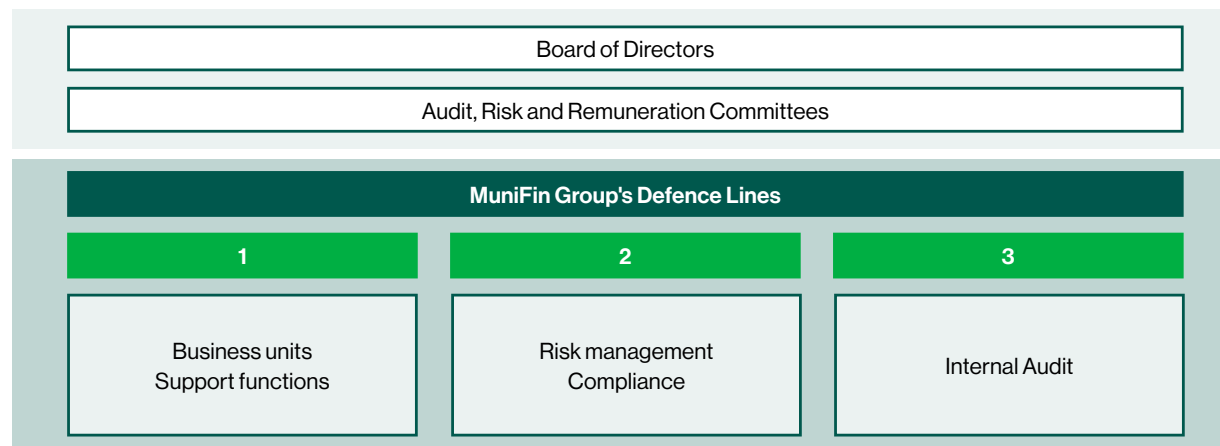 Board of Directors
Audit, Risk and Remuneration Committees
MuniFin Group's Defence Lines
1
2
3
Business units
Support functions
Risk management
Compliance
Internal Audit